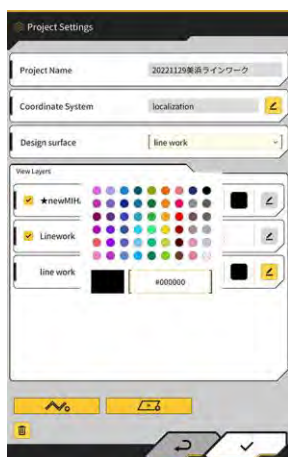 Project Settings
Project Name 20221129美浜ラインワーク
Coordinate System localization
Design surface line work
View Layers
★newMIH
Linework
line work
#000000